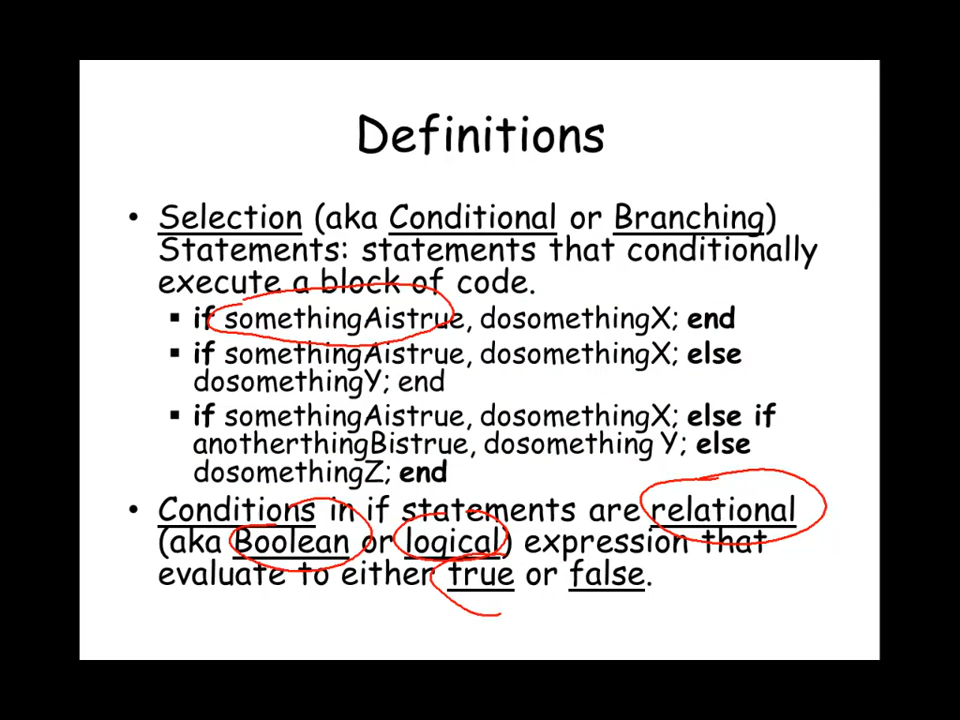 Definitions
• Selection (aka Conditional or Branching)
Statements: statements that conditionally
execute a block of code.
▪ if somethingAistrue, dosomethingX; end
▪ if somethingAistrue, dosomethingX; else
dosomethingY; end
▪ if somethingAistrue, dosomethingX; else if
anotherthingBistrue, dosomething Y; else
dosomethingZ; end
• Conditions in if statements are relational
(aka Boolean or logical) expression that
evaluate to either true or false.